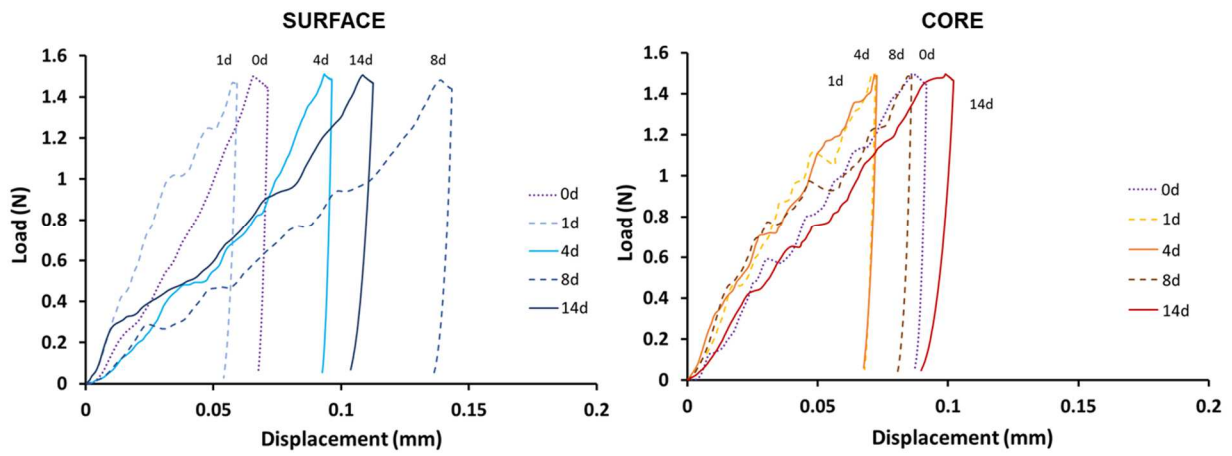 SURFACE
1.6
1.4
1.2
1
0.8
0.6
0.4
0.2
0
Load (N)
1d 0d 4d 14d 8d
0d
1d
4d
8d
14d
0 0.05 0.1 0.15 0.2
Displacement (mm)
CORE
1.6
1.4
1.2
1
0.8
0.6
0.4
0.2
0
Load (N)
4d 8d 0d
1d
14d
0d
1d
4d
8d
14d
0 0.05 0.1 0.15 0.2
Displacement (mm)